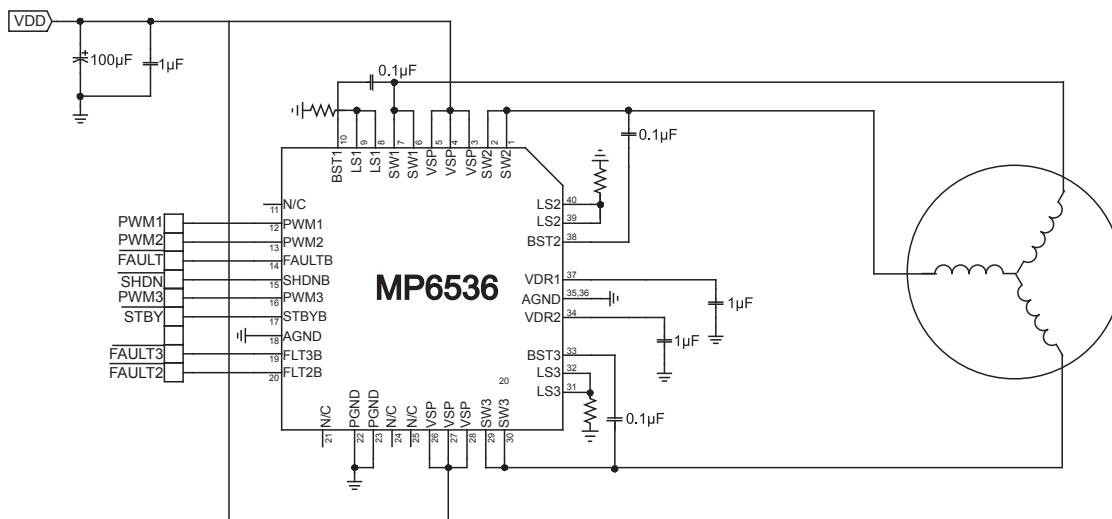 VDD
100µF
+
1µF
0.1µF
0.1µF
10 9 8 7 6 5 4 3 2 1
BST1 LS1 LS1 SW1 SW1 VSP VSP VSP SW2 SW2
N/C
11
PWM1 PWM1
12
PWM2 PWM2
13
FAULT FAULTB
14
SHDN SHDNB
15
PWM3 PWM3
16
STBY STBYB
17
AGND
18
FAULT3 FLT3B
19
FAULT2 FLT2B
20
MP6536
LS2 40
LS2 39
BST2 38
VDR1 37
AGND 35,36
VDR2 34
BST3 33
LS3 32
LS3 31
1µF
1µF
0.1µF
20
N/C PGND PGND N/C N/C VSP VSP VSP SW3 SW3
21 22 23 24 25 26 27 28 29 30